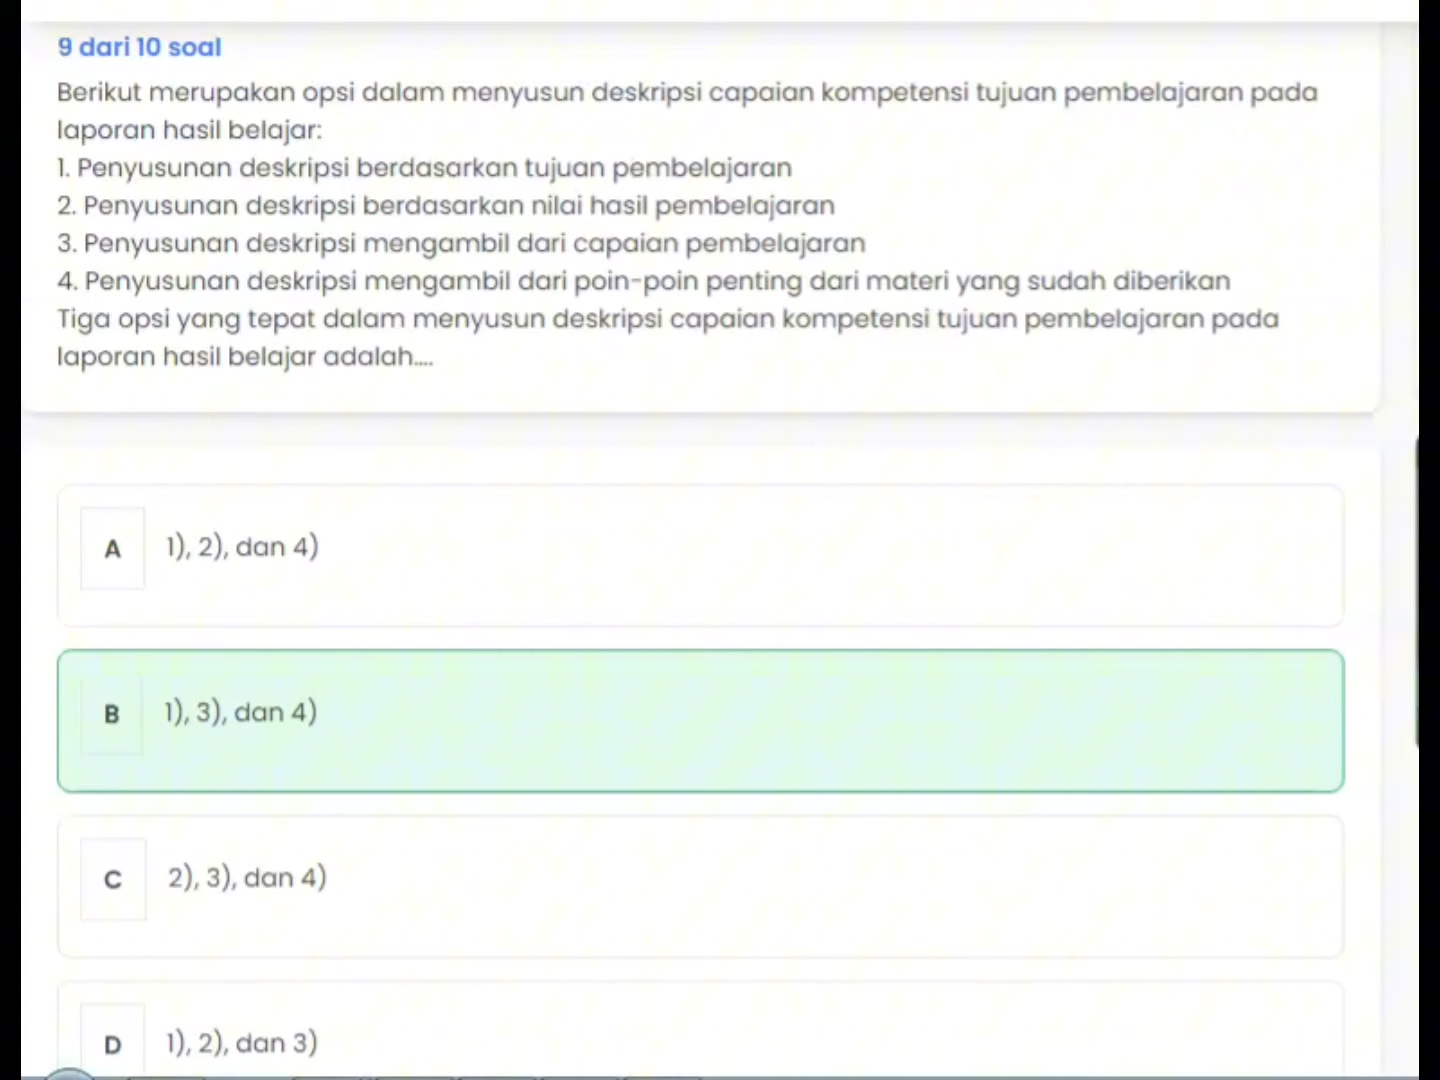 9 dari 10 soal
Berikut merupakan opsi dalam menyusun deskripsi capaian kompetensi tujuan pembelajaran pada
laporan hasil belajar:
1. Penyusunan deskripsi berdasarkan tujuan pembelajaran
2. Penyusunan deskripsi berdasarkan nilai hasil pembelajaran
3. Penyusunan deskripsi mengambil dari capaian pembelajaran
4. Penyusunan deskripsi mengambil dari poin-poin penting dari materi yang sudah diberikan
Tiga opsi yang tepat dalam menyusun deskripsi capaian kompetensi tujuan pembelajaran pada
laporan hasil belajar adalah....
A 1), 2), dan 4)
B 1), 3), dan 4)
C 2), 3), dan 4)
D 1), 2), dan 3)